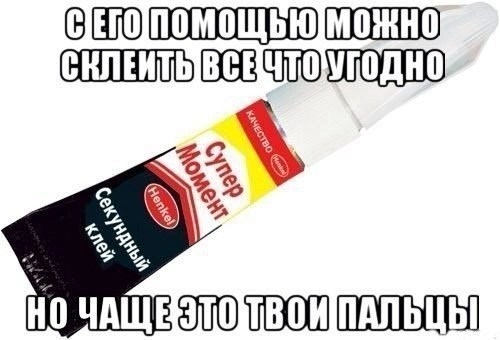 С ЕГО ПОМОЩЬЮ МОЖНО
СКЛЕИТЬ ВСЕ ЧТО УГОДНО
КАЧЕСТВО Henkel
Супер
Момент
Henkel
Секундный
клей
НО ЧАЩЕ ЭТО ТВОИ ПАЛЬЦЫ